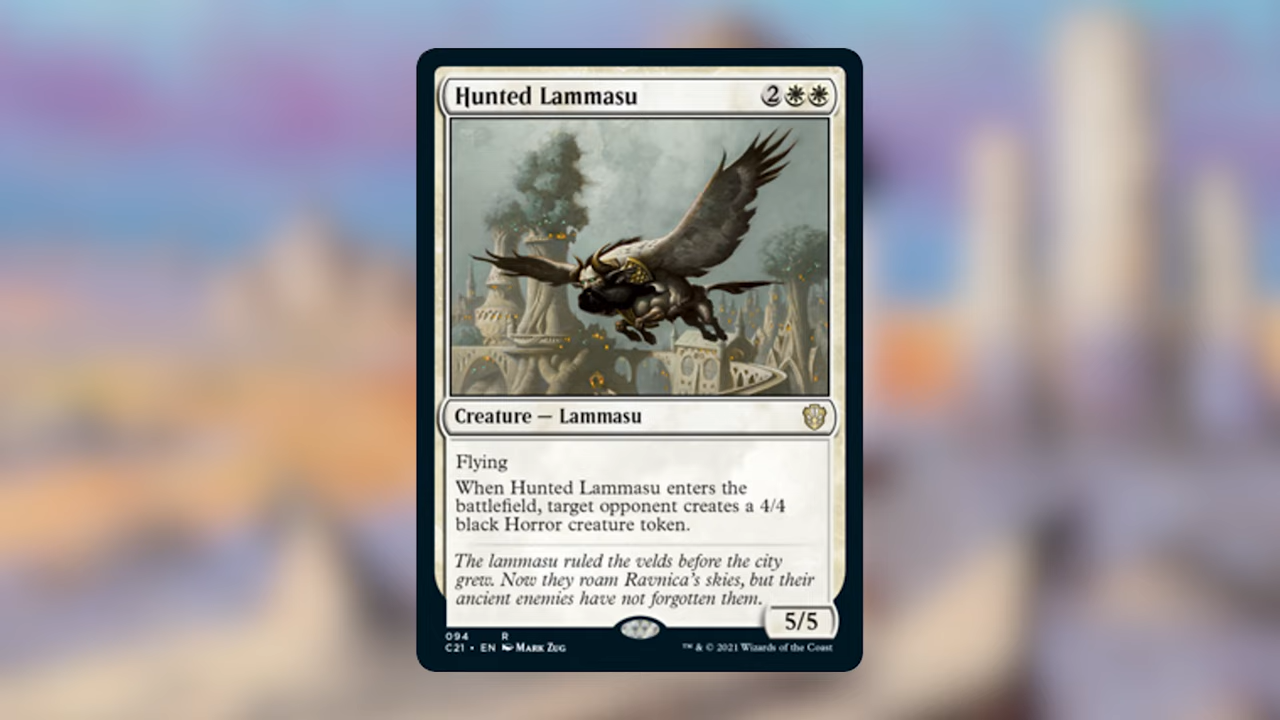 Hunted Lammasu 2
Creature — Lammasu
Flying
When Hunted Lammasu enters the
battlefield, target opponent creates a 4/4
black Horror creature token.
The lammasu ruled the velds before the city
grew. Now they roam Ravnica's skies, but their
ancient enemies have not forgotten them.
5/5
094 R
C21 • EN Mark Zug ™ & © 2021 Wizards of the Coast